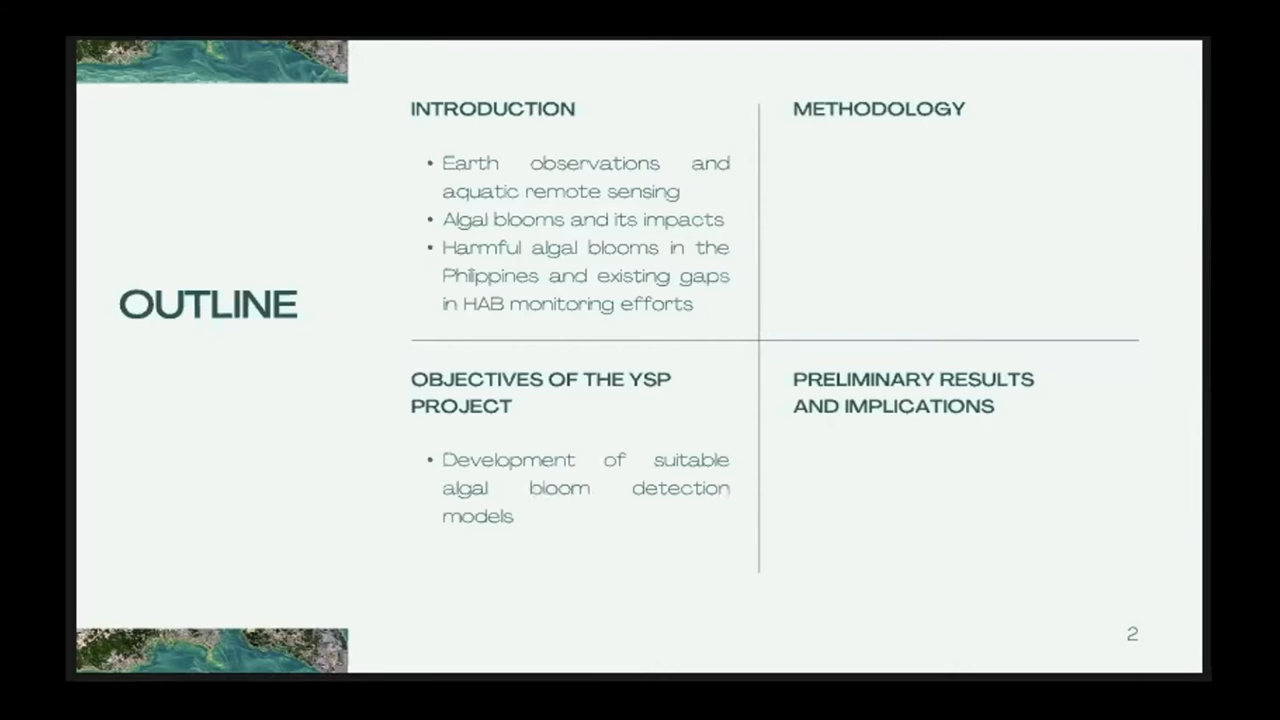 OUTLINE
INTRODUCTION
• Earth observations and
aquatic remote sensing
• Algal blooms and its impacts
• Harmful algal blooms in the
Philippines and existing gaps
in HAB monitoring efforts
METHODOLOGY
OBJECTIVES OF THE YSP
PROJECT
• Development of suitable
algal bloom detection
models
PRELIMINARY RESULTS
AND IMPLICATIONS
2